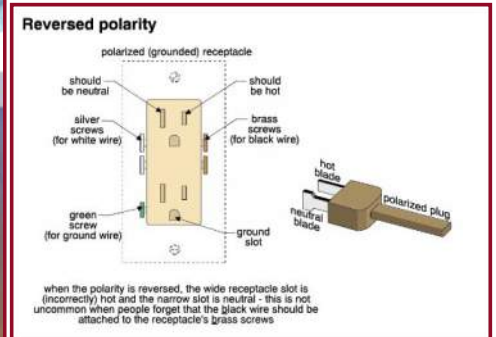 Reversed polarity
polarized (grounded) receptacle
should
be neutral
should
be hot
silver
screws
(for white wire)
brass
screws
(for black wire)
hot
blade
neutral
blade
polarized plug
green
screw
(for ground wire)
ground
slot
when the polarity is reversed, the wide receptacle slot is
(incorrectly) hot and the narrow slot is neutral - this is not
uncommon when people forget that the black wire should be
attached to the receptacle's brass screws